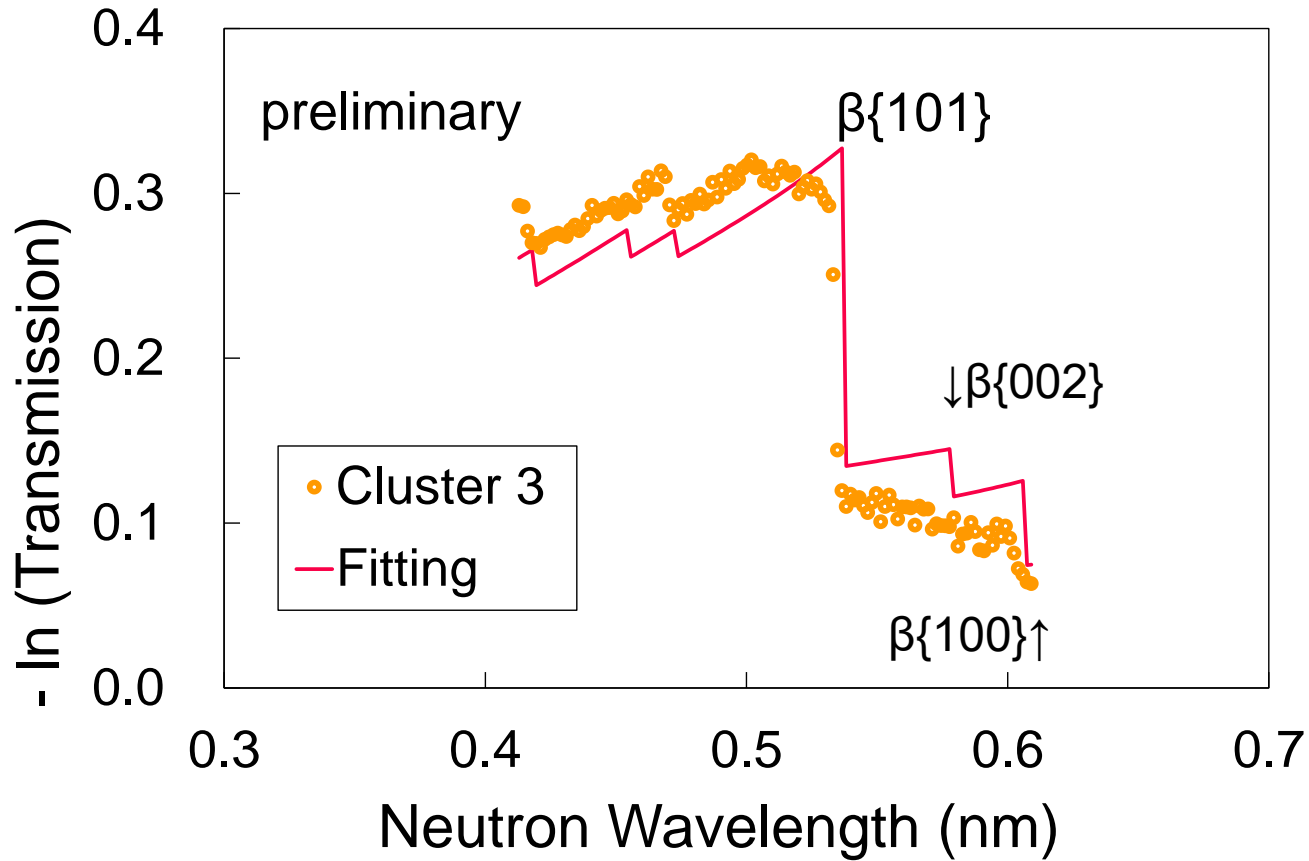 0.4
preliminary
β{101}
0.3
- ln (Transmission)
0.2
↓β{002}
Cluster 3
0.1
Fitting
β{100}↑
0.0
0.3 0.4 0.5 0.6 0.7
Neutron Wavelength (nm)